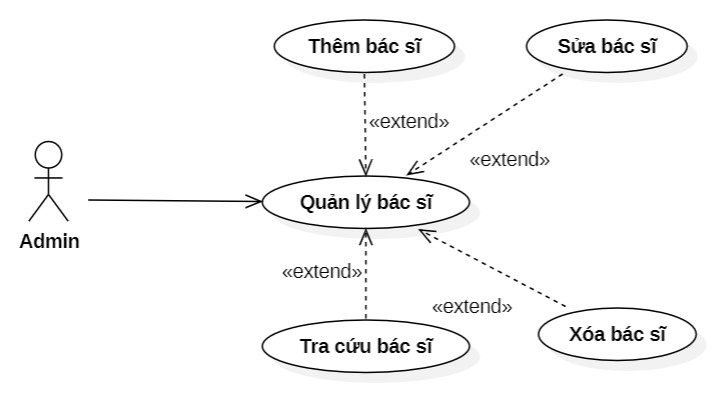 Thêm bác sĩ
Sửa bác sĩ
«extend»
«extend»
Quản lý bác sĩ
Admin
«extend»
«extend»
Tra cứu bác sĩ
Xóa bác sĩ